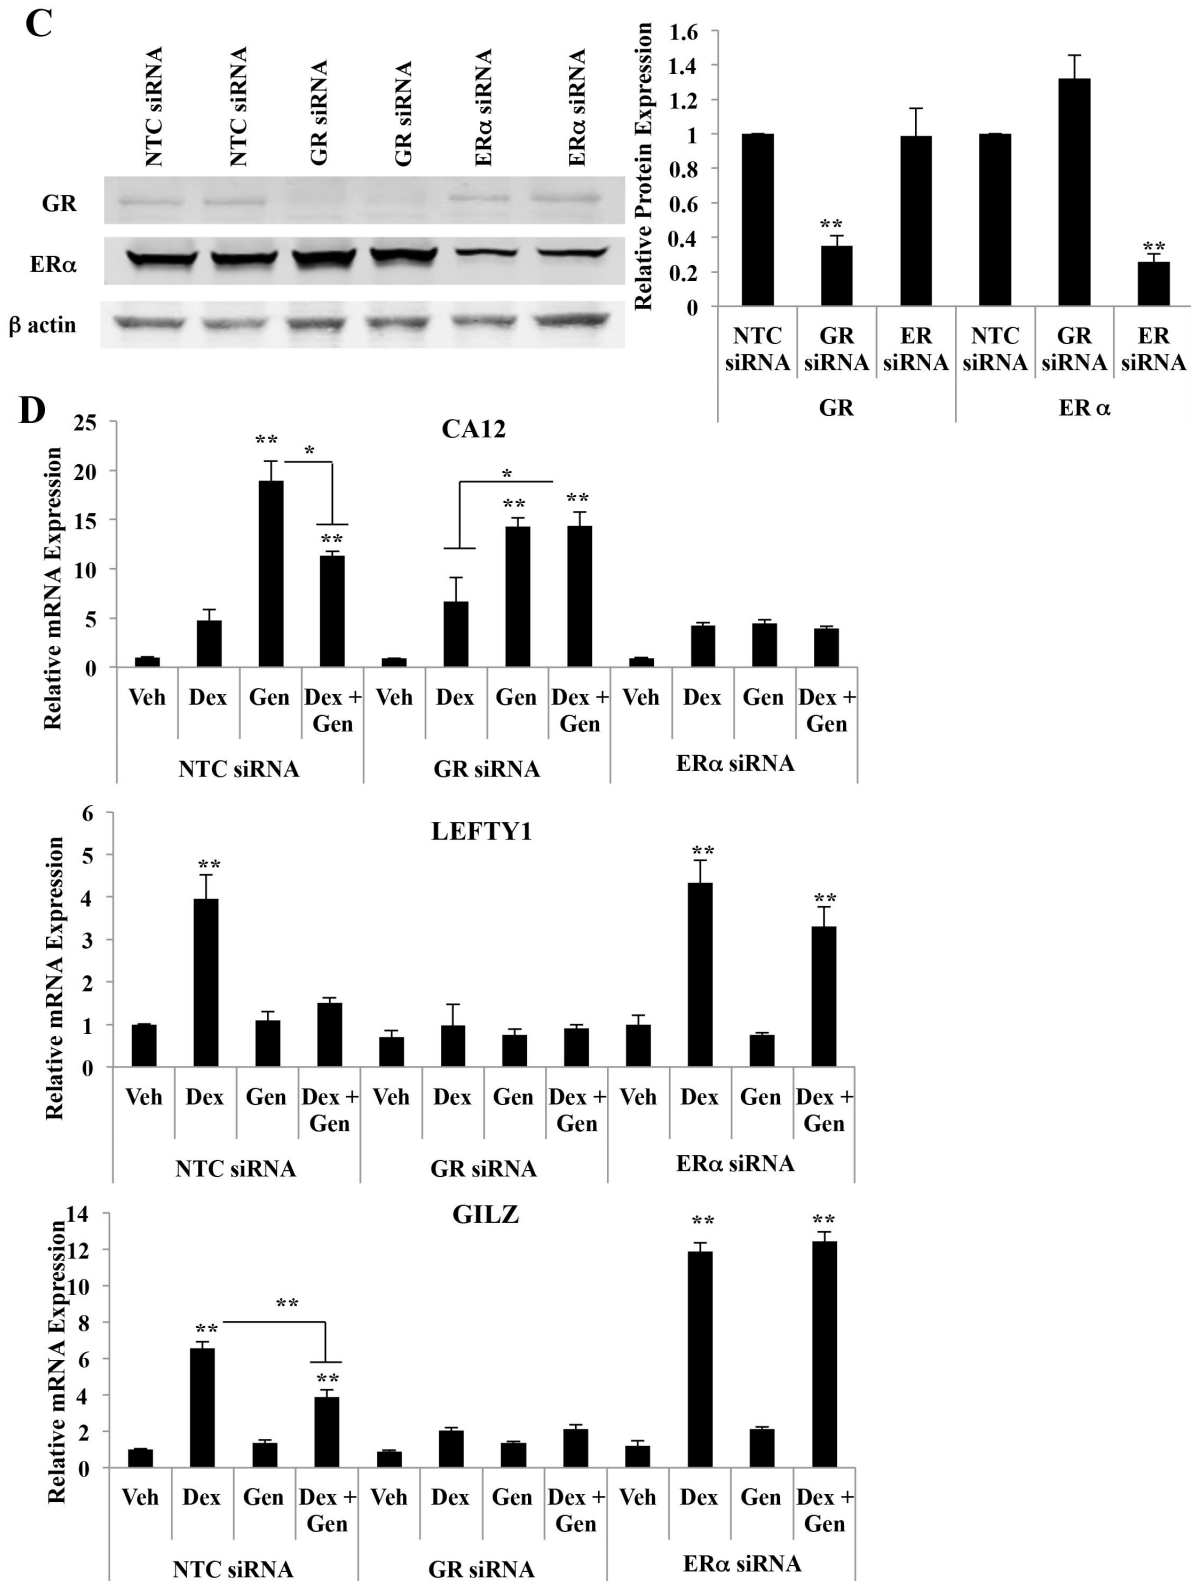 C
NTC siRNA
NTC siRNA
GR siRNA
GR siRNA
ERα siRNA
ERα siRNA
GR
ERα
β actin
Relative Protein Expression
1.6
1.4
1.2
1
0.8
0.6
0.4
0.2
0
**
**
NTC siRNA
GR siRNA
ER siRNA
NTC siRNA
GR siRNA
ER siRNA
GR
ER α
D
CA12
Relative mRNA Expression
25
20
15
10
5
0
**
*
**
*
**
**
Veh Dex Gen Dex + Gen Veh Dex Gen Dex + Gen Veh Dex Gen Dex + Gen
NTC siRNA GR siRNA ERα siRNA
LEFTY1
Relative mRNA Expression
6
5
4
3
2
1
0
**
**
**
Veh Dex Gen Dex + Gen Veh Dex Gen Dex + Gen Veh Dex Gen Dex + Gen
NTC siRNA GR siRNA ERα siRNA
GILZ
Relative mRNA Expression
14
12
10
8
6
4
2
0
**
**
**
**
**
Veh Dex Gen Dex + Gen Veh Dex Gen Dex + Gen Veh Dex Gen Dex + Gen
NTC siRNA GR siRNA ERα siRNA